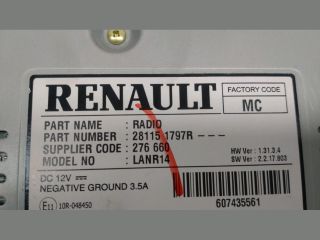 RENAULT
FACTORY CODE
MC
PART NAME : RADIO
PART NUMBER : 28115 1797R - - -
SUPPLIER CODE : 276 660
MODEL NO : LANR14
HW Ver : 1.31.3.4
SW Ver : 2.2.17.803
DC 12V
NEGATIVE GROUND 3.5A
E11 10R-048450
607435561